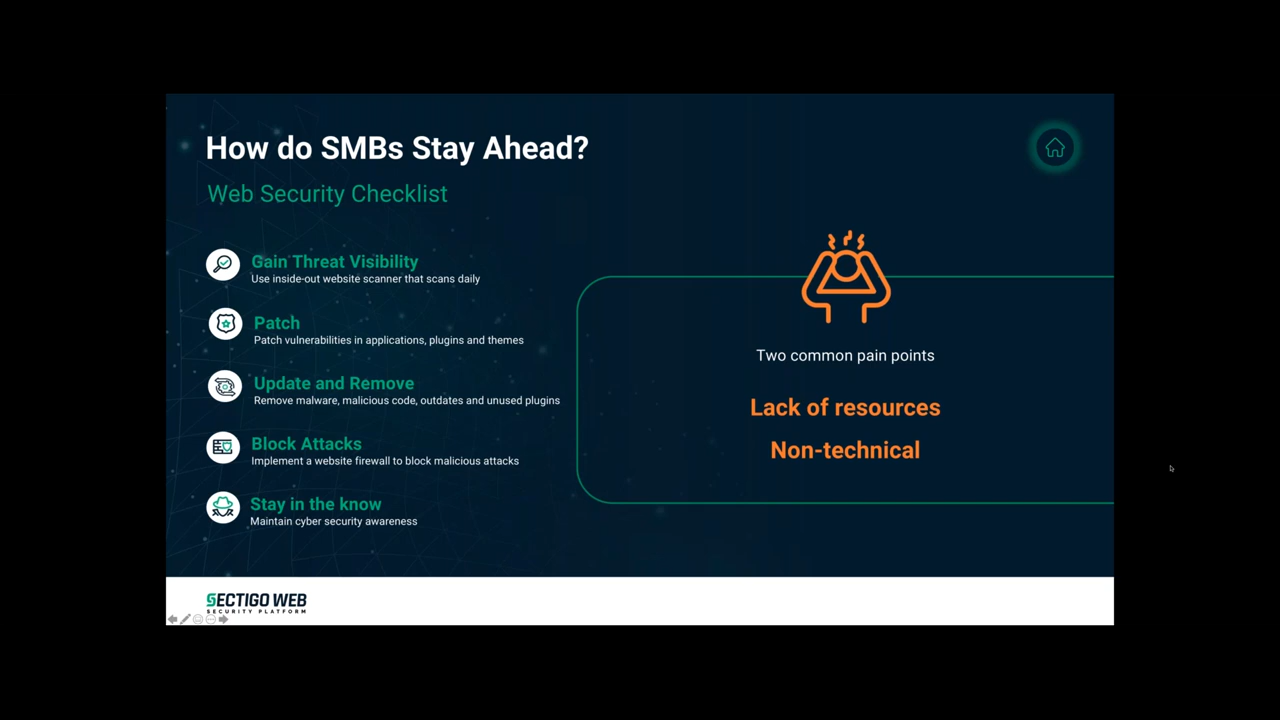 How do SMBs Stay Ahead?
Web Security Checklist
Gain Threat Visibility
Use inside-out website scanner that scans daily
Patch
Patch vulnerabilities in applications, plugins and themes
Update and Remove
Remove malware, malicious code, outdates and unused plugins
Block Attacks
Implement a website firewall to block malicious attacks
Stay in the know
Maintain cyber security awareness
Two common pain points
Lack of resources
Non-technical
SECTIGO WEB
SECURITY PLATFORM